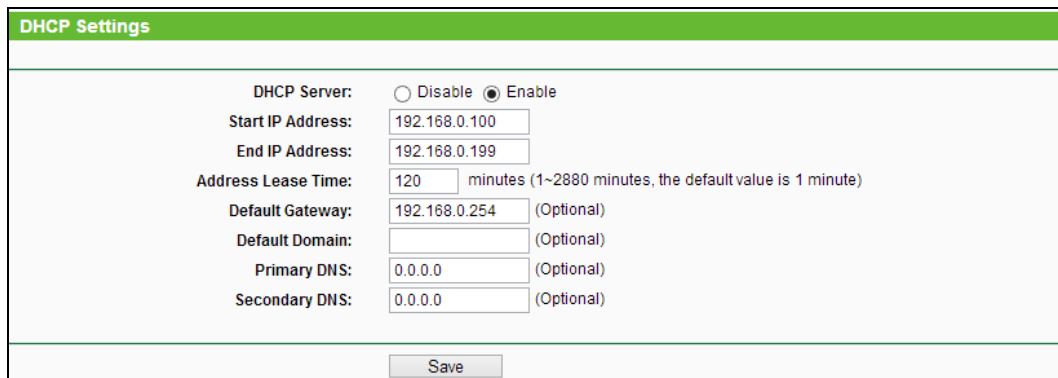 DHCP Settings
DHCP Server: Disable Enable
Start IP Address: 192.168.0.100
End IP Address: 192.168.0.199
Address Lease Time: 120 minutes (1~2880 minutes, the default value is 1 minute)
Default Gateway: 192.168.0.254 (Optional)
Default Domain: (Optional)
Primary DNS: 0.0.0.0 (Optional)
Secondary DNS: 0.0.0.0 (Optional)
Save